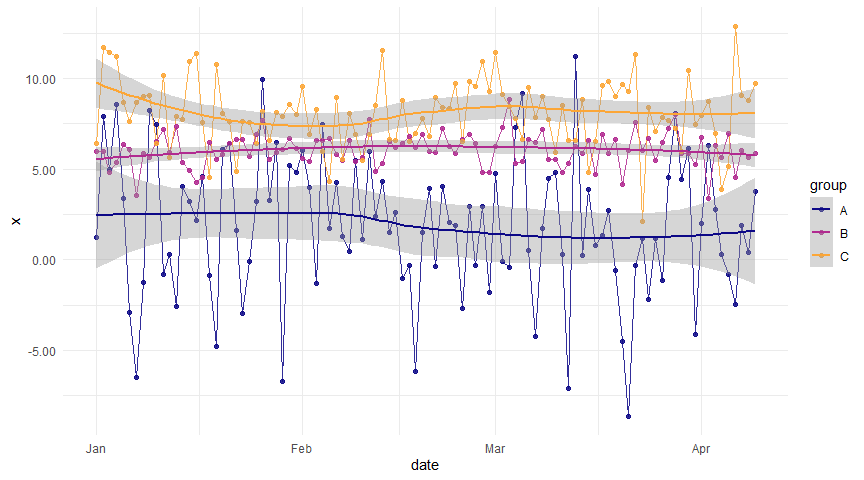 10.00
5.00
0.00
-5.00
x
Jan
Feb
Mar
Apr
date
group
A
B
C